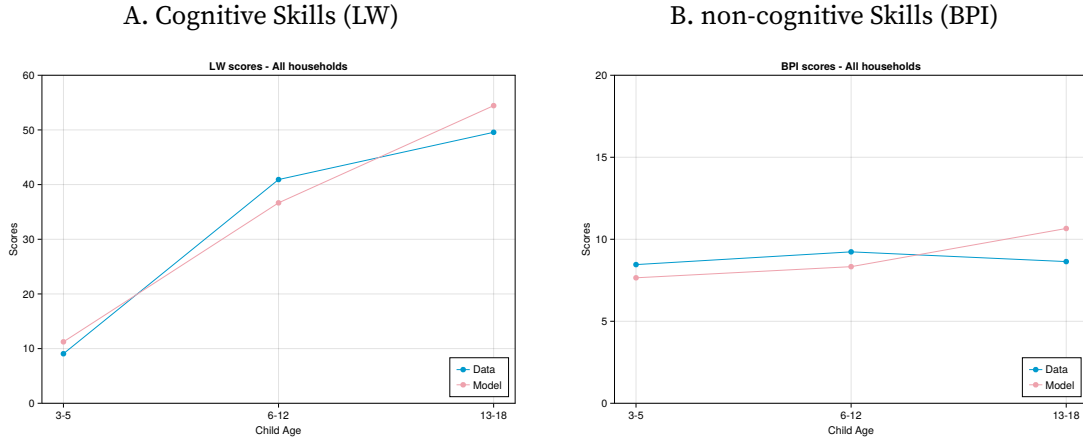 A. Cognitive Skills (LW)
LW scores - All households
60
50
40
30
20
10
0
Scores
3-5
6-12
13-18
Child Age
Data
Model
B. non-cognitive Skills (BPI)
BPI scores - All households
20
15
10
5
0
Scores
3-5
6-12
13-18
Child Age
Data
Model